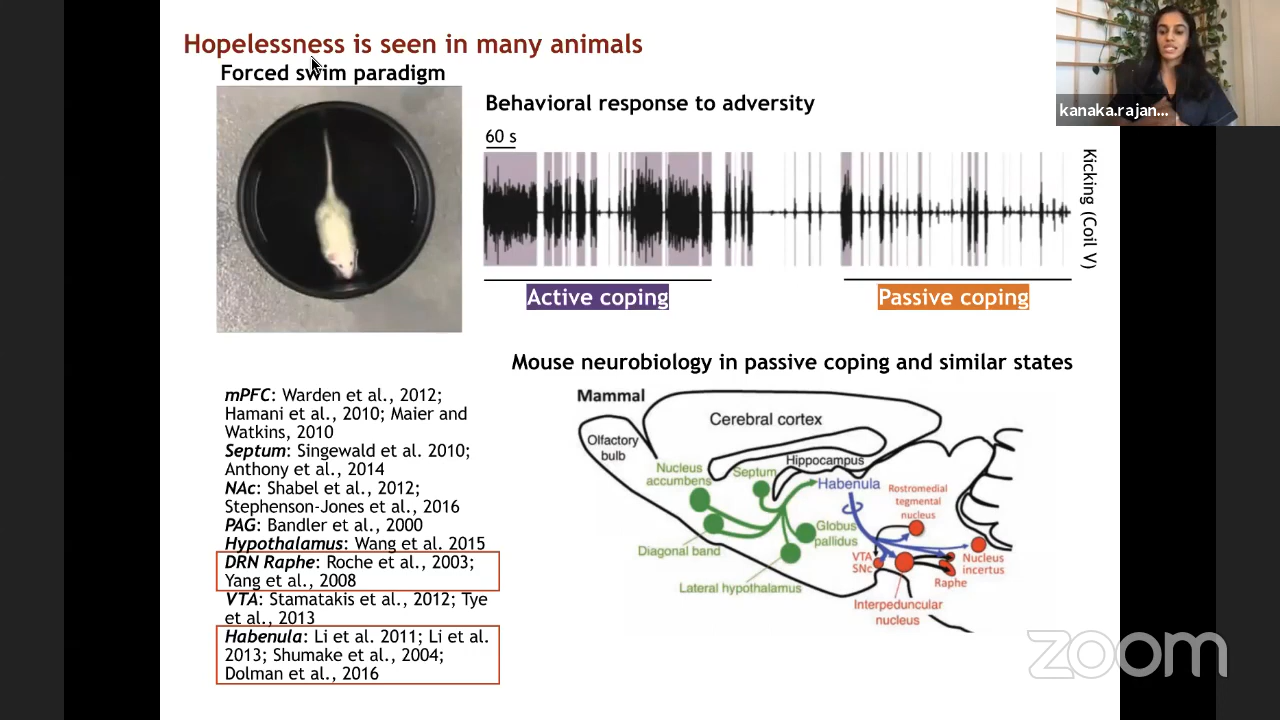 Hopelessness is seen in many animals
Forced swim paradigm
Behavioral response to adversity
60 s
Kicking (Coil V)
Active coping
Passive coping
kanaka.rajan...
Mouse neurobiology in passive coping and similar states
mPFC: Warden et al., 2012;
Hamani et al., 2010; Maier and
Watkins, 2010
Septum: Singewald et al. 2010;
Anthony et al., 2014
NAc: Shabel et al., 2012;
Stephenson-Jones et al., 2016
PAG: Bandler et al., 2000
Hypothalamus: Wang et al. 2015
DRN Raphe: Roche et al., 2003;
Yang et al., 2008
VTA: Stamatakis et al., 2012; Tye
et al., 2013
Habenula: Li et al. 2011; Li et al.
2013; Shumake et al., 2004;
Dolman et al., 2016
Mammal
Cerebral cortex
Olfactory
bulb
Hippocampus
Nucleus
accumbens
Septum
Habenula
Rostromedial
tegmental
nucleus
Globus
pallidus
Diagonal band
VTA
SNc
Nucleus
incertus
Raphe
Lateral hypothalamus
Interpeduncular
nucleus
zoom